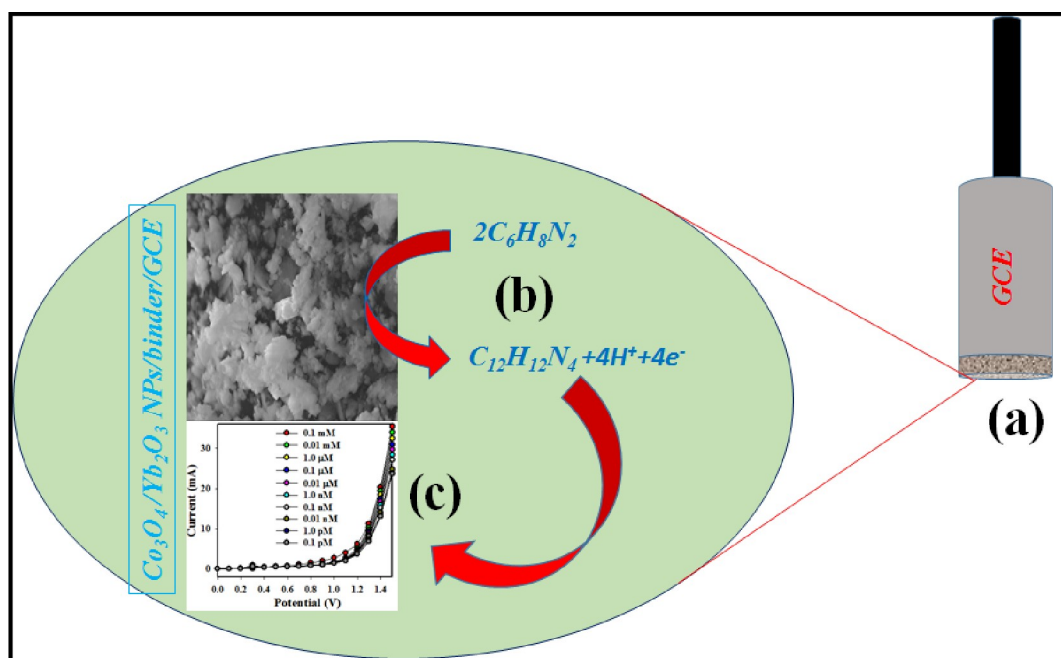 Co₃O₄/Yb₂O₃ NPs/binder/GCE
2C₆H₈N₂
(b)
C₁₂H₁₂N₄ +4H⁺+4e⁻
GCE
(a)
(c)
Current (mA)
30
20
10
0
0.1 mM
0.01 mM
1.0 µM
0.1 µM
0.01 µM
1.0 nM
0.1 nM
0.01 nM
1.0 pM
0.1 pM
0.0 0.2 0.4 0.6 0.8 1.0 1.2 1.4
Potential (V)